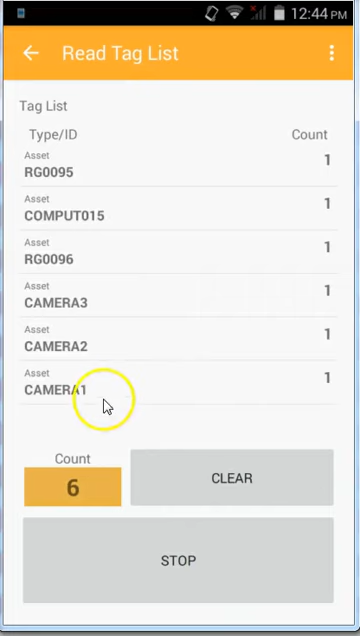 12:44 PM
Read Tag List
Tag List
Type/ID Count
Asset
RG0095 1
Asset
COMPUT015 1
Asset
RG0096 1
Asset
CAMERA3 1
Asset
CAMERA2 1
Asset
CAMERA1 1
Count
6
CLEAR
STOP